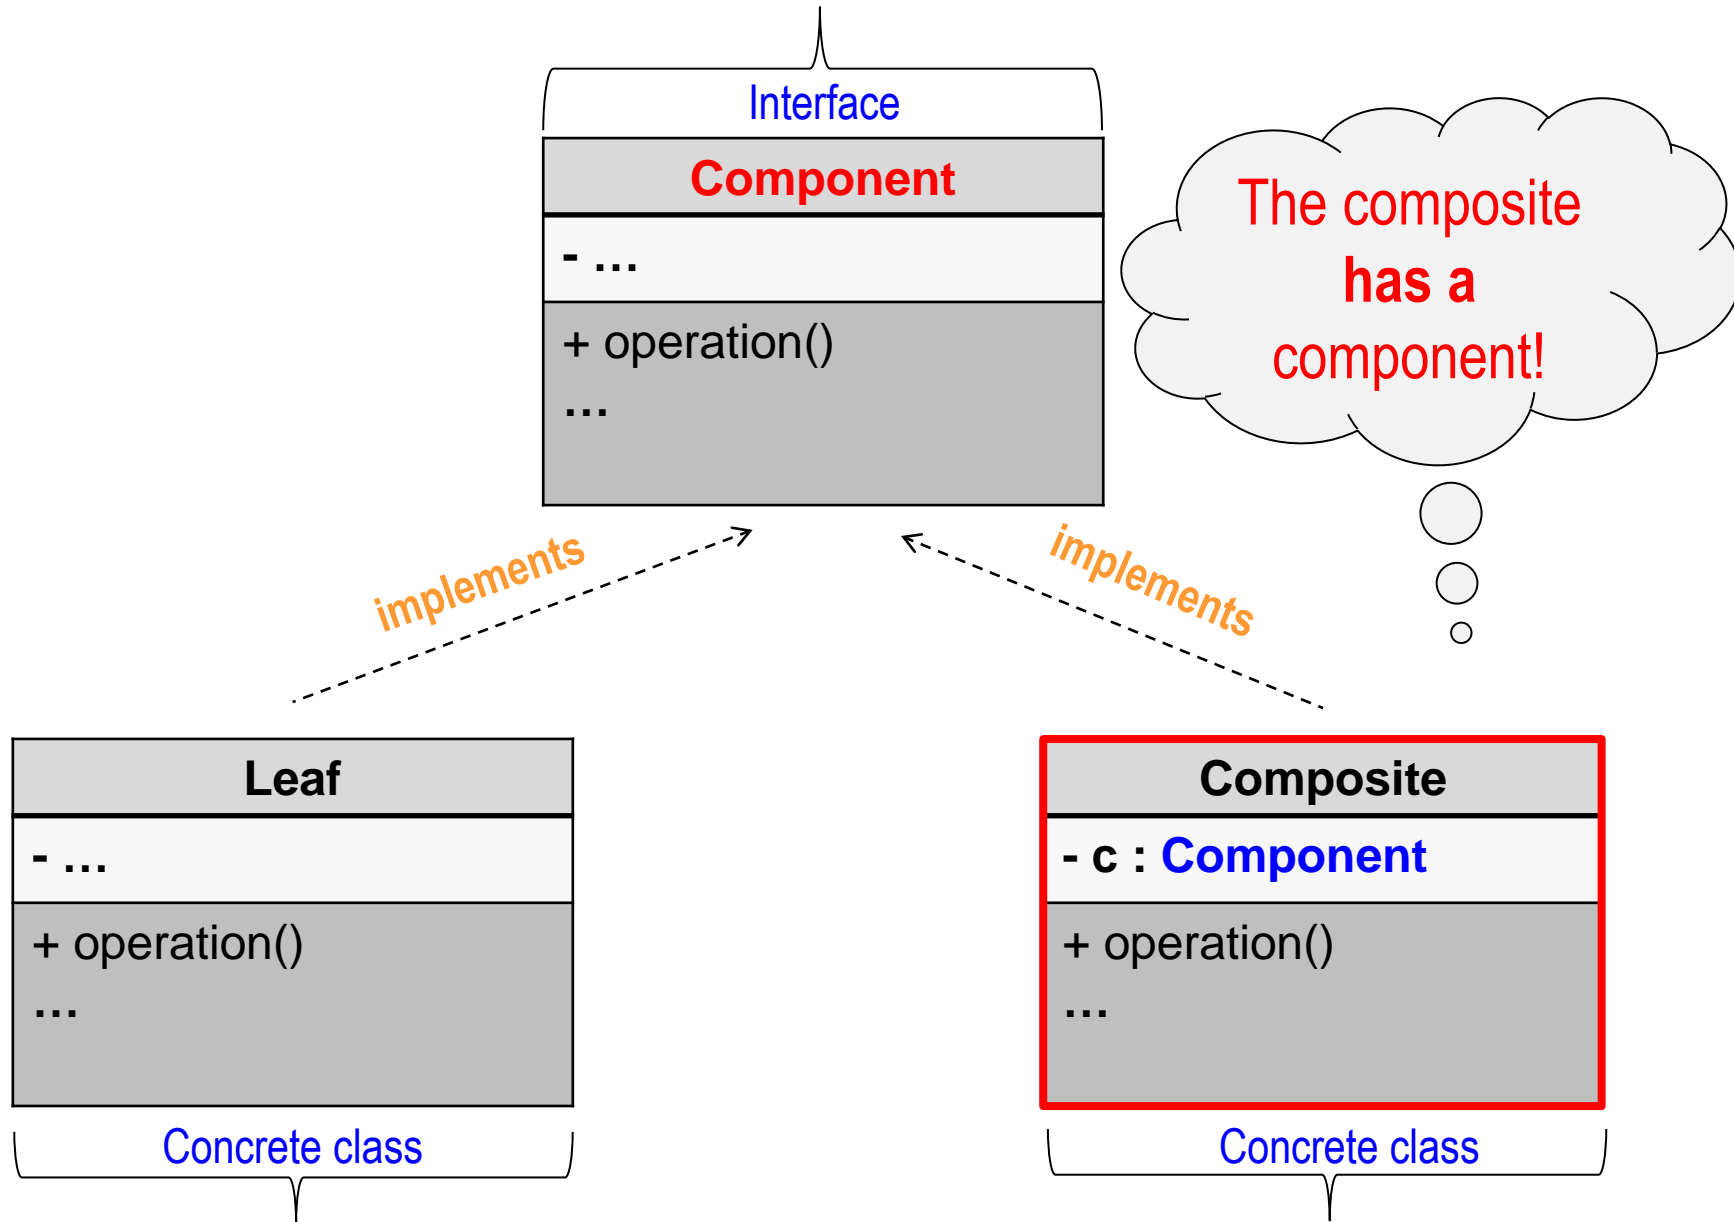 Interface
Component
- …
+ operation()
…
The composite
has a
component!
implements
implements
Leaf
- …
+ operation()
…
Concrete class
Composite
- c : Component
+ operation()
…
Concrete class